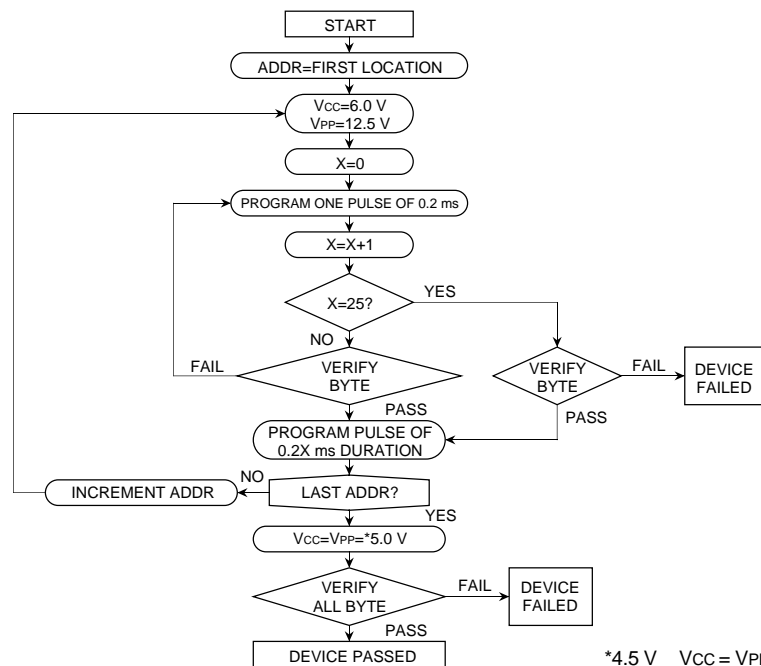 START
ADDR=FIRST LOCATION
VCC=6.0 V
VPP=12.5 V
X=0
PROGRAM ONE PULSE OF 0.2 ms
X=X+1
X=25?
YES
NO
FAIL
VERIFY
BYTE
PASS
VERIFY
BYTE
FAIL
PASS
DEVICE
FAILED
PROGRAM PULSE OF
0.2X ms DURATION
LAST ADDR?
NO
INCREMENT ADDR
YES
VCC=VPP=*5.0 V
VERIFY
ALL BYTE
FAIL
DEVICE
FAILED
PASS
DEVICE PASSED
*4.5 V VCC =